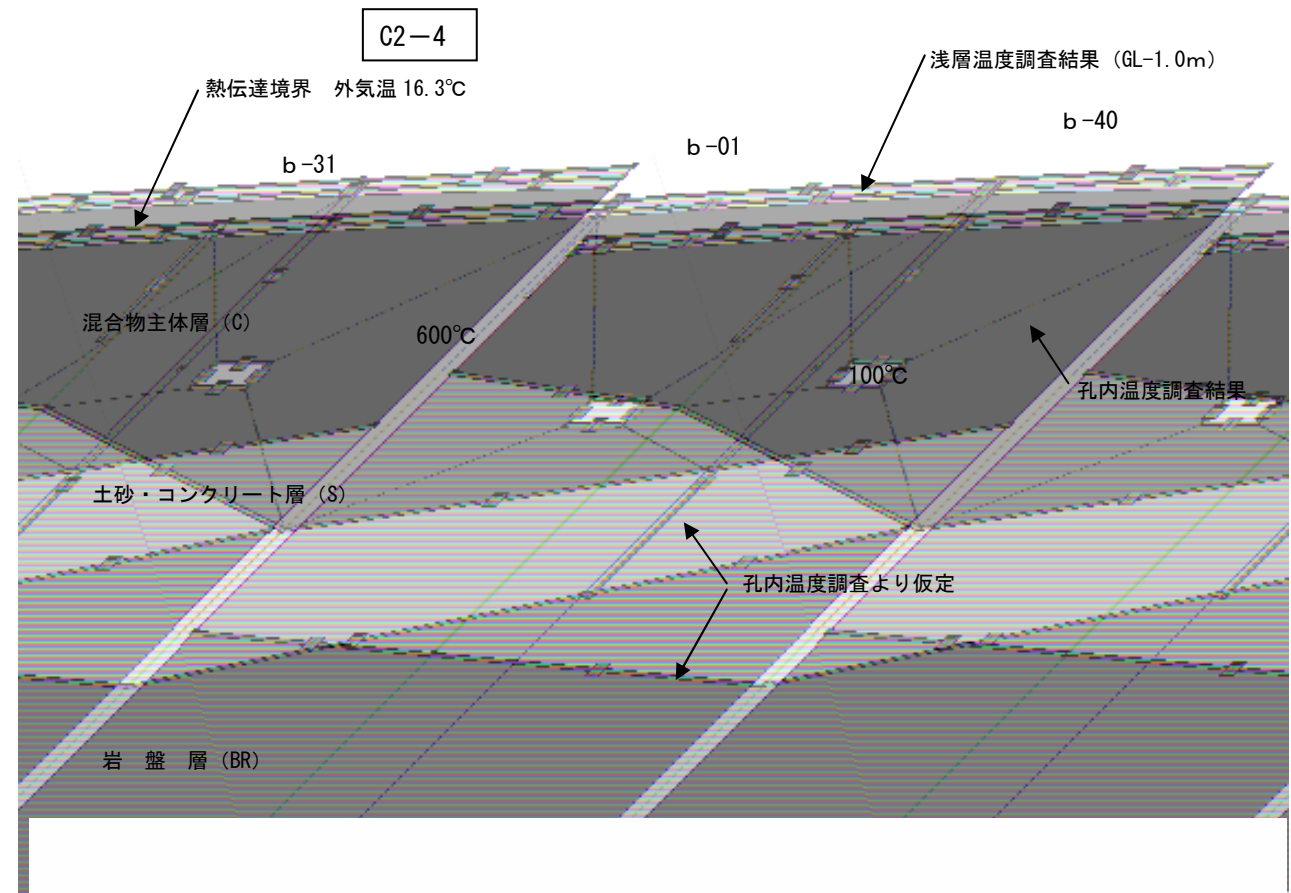 C2－4
浅層温度調査結果（GL-1.0ｍ）
熱伝達境界　外気温 16.3℃
ｂ-40
ｂ-01
ｂ-31
混合物主体層（C）
600℃
100℃
孔内温度調査結果
土砂・コンクリート層（S）
孔内温度調査より仮定
岩　盤　層（BR）